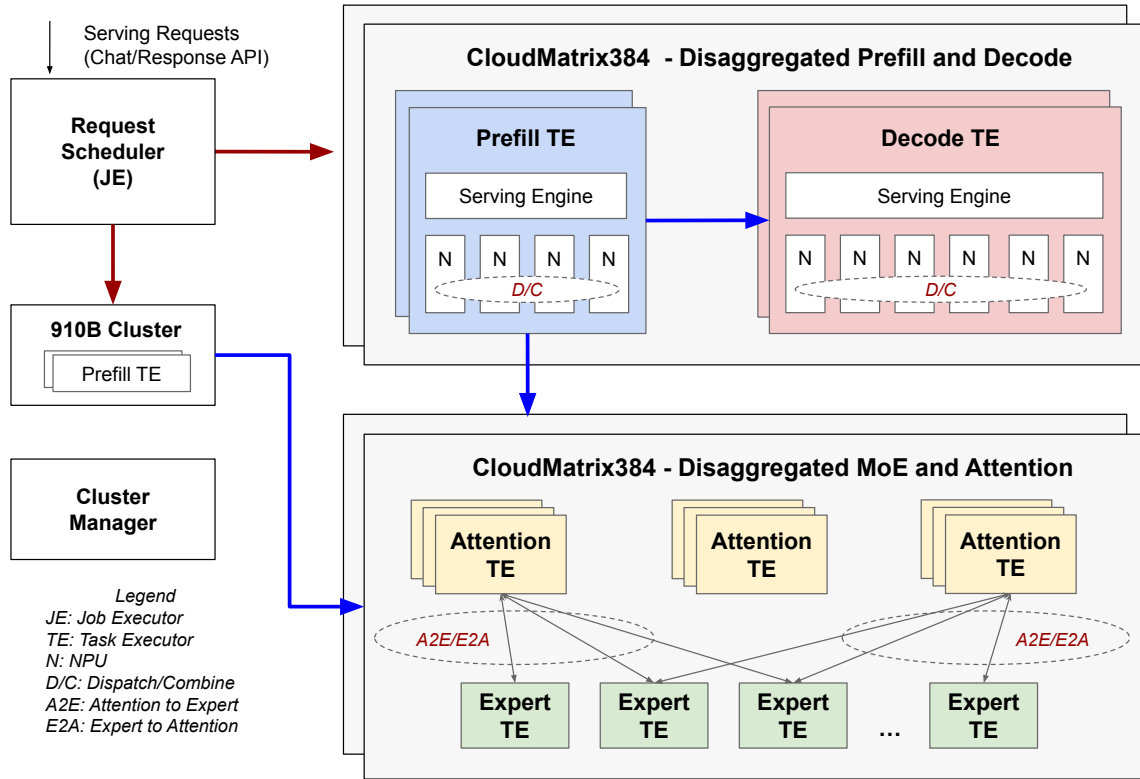 Serving Requests
(Chat/Response API)
Request
Scheduler
(JE)
910B Cluster
Prefill TE
Cluster
Manager
Legend
JE: Job Executor
TE: Task Executor
N: NPU
D/C: Dispatch/Combine
A2E: Attention to Expert
E2A: Expert to Attention
CloudMatrix384 - Disaggregated Prefill and Decode
Prefill TE
Serving Engine
N N N N
D/C
Decode TE
Serving Engine
N N N N N N
D/C
CloudMatrix384 - Disaggregated MoE and Attention
Attention
TE
Attention
TE
Attention
TE
A2E/E2A
A2E/E2A
Expert
TE
Expert
TE
Expert
TE
...
Expert
TE